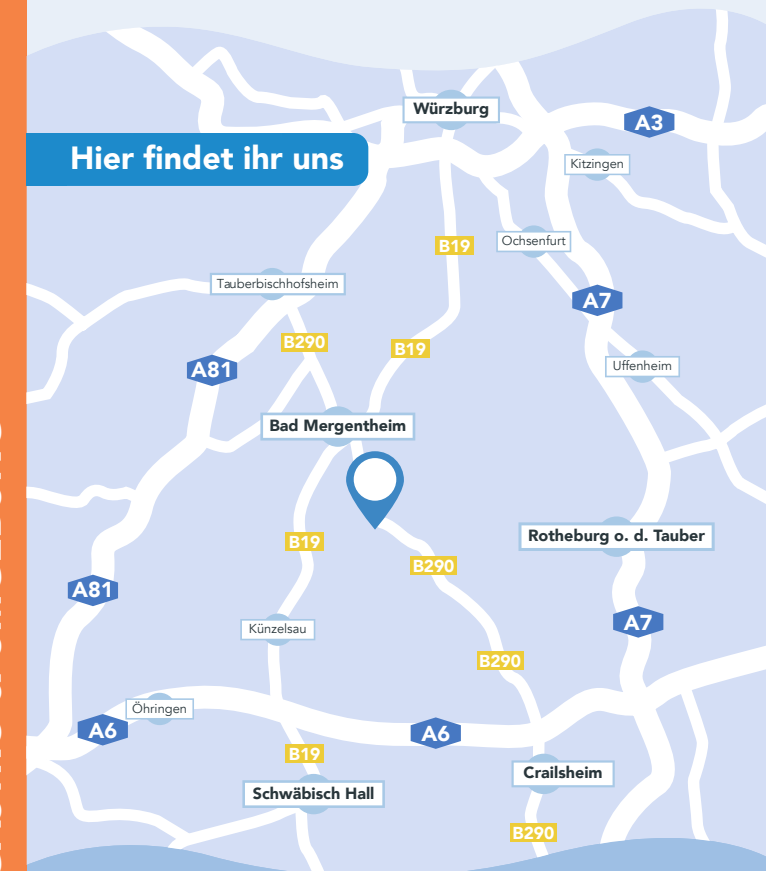 Würzburg
A3
Hier findet ihr uns
Kitzingen
Ochsenfurt
B19
Tauberbischhofsheim
A7
B290
B19
A81
Uffenheim
Bad Mergentheim
Rotheburg o. d. Tauber
B19
B290
A81
A7
Künzelsau
B290
Öhringen
A6
A6
B19
Crailsheim
Schwäbisch Hall
B290